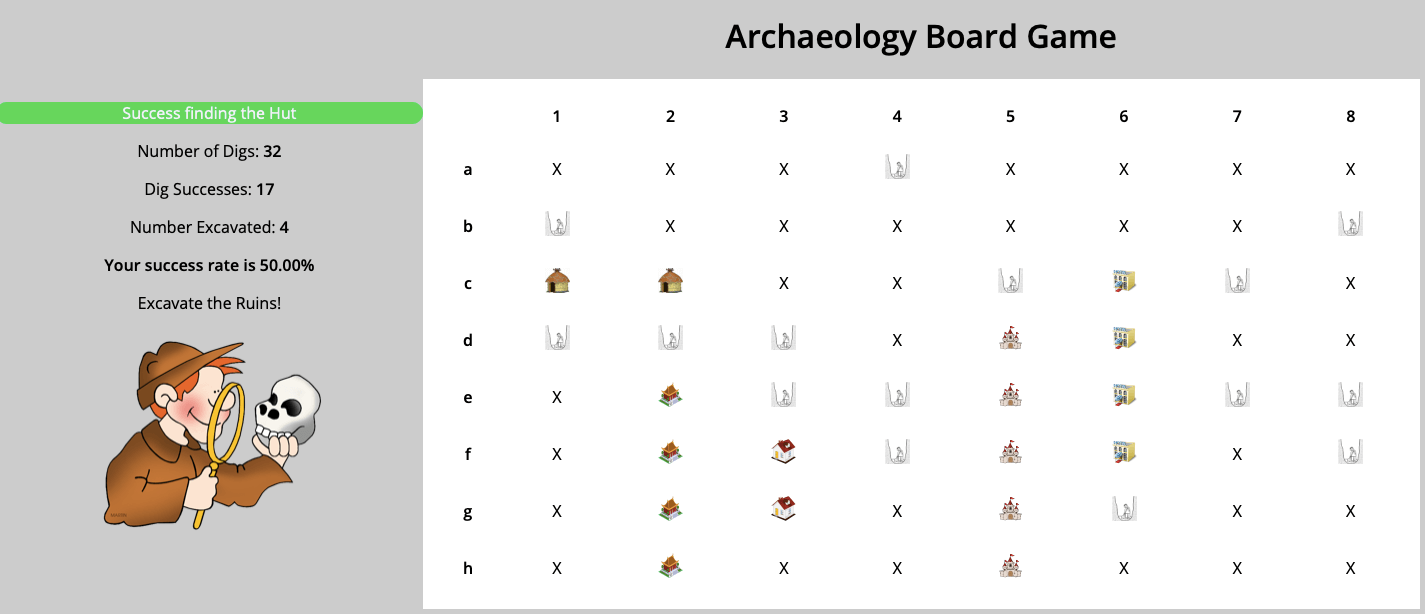 Archaeology Board Game
Success finding the Hut
Number of Digs: 32
Dig Successes: 17
Number Excavated: 4
Your success rate is 50.00%
Excavate the Ruins!
1 2 3 4 5 6 7 8
a X X X X X X X
b X X X X X X
c X X X
d X X X
e X
f X X
g X X X X
h X X X X X X